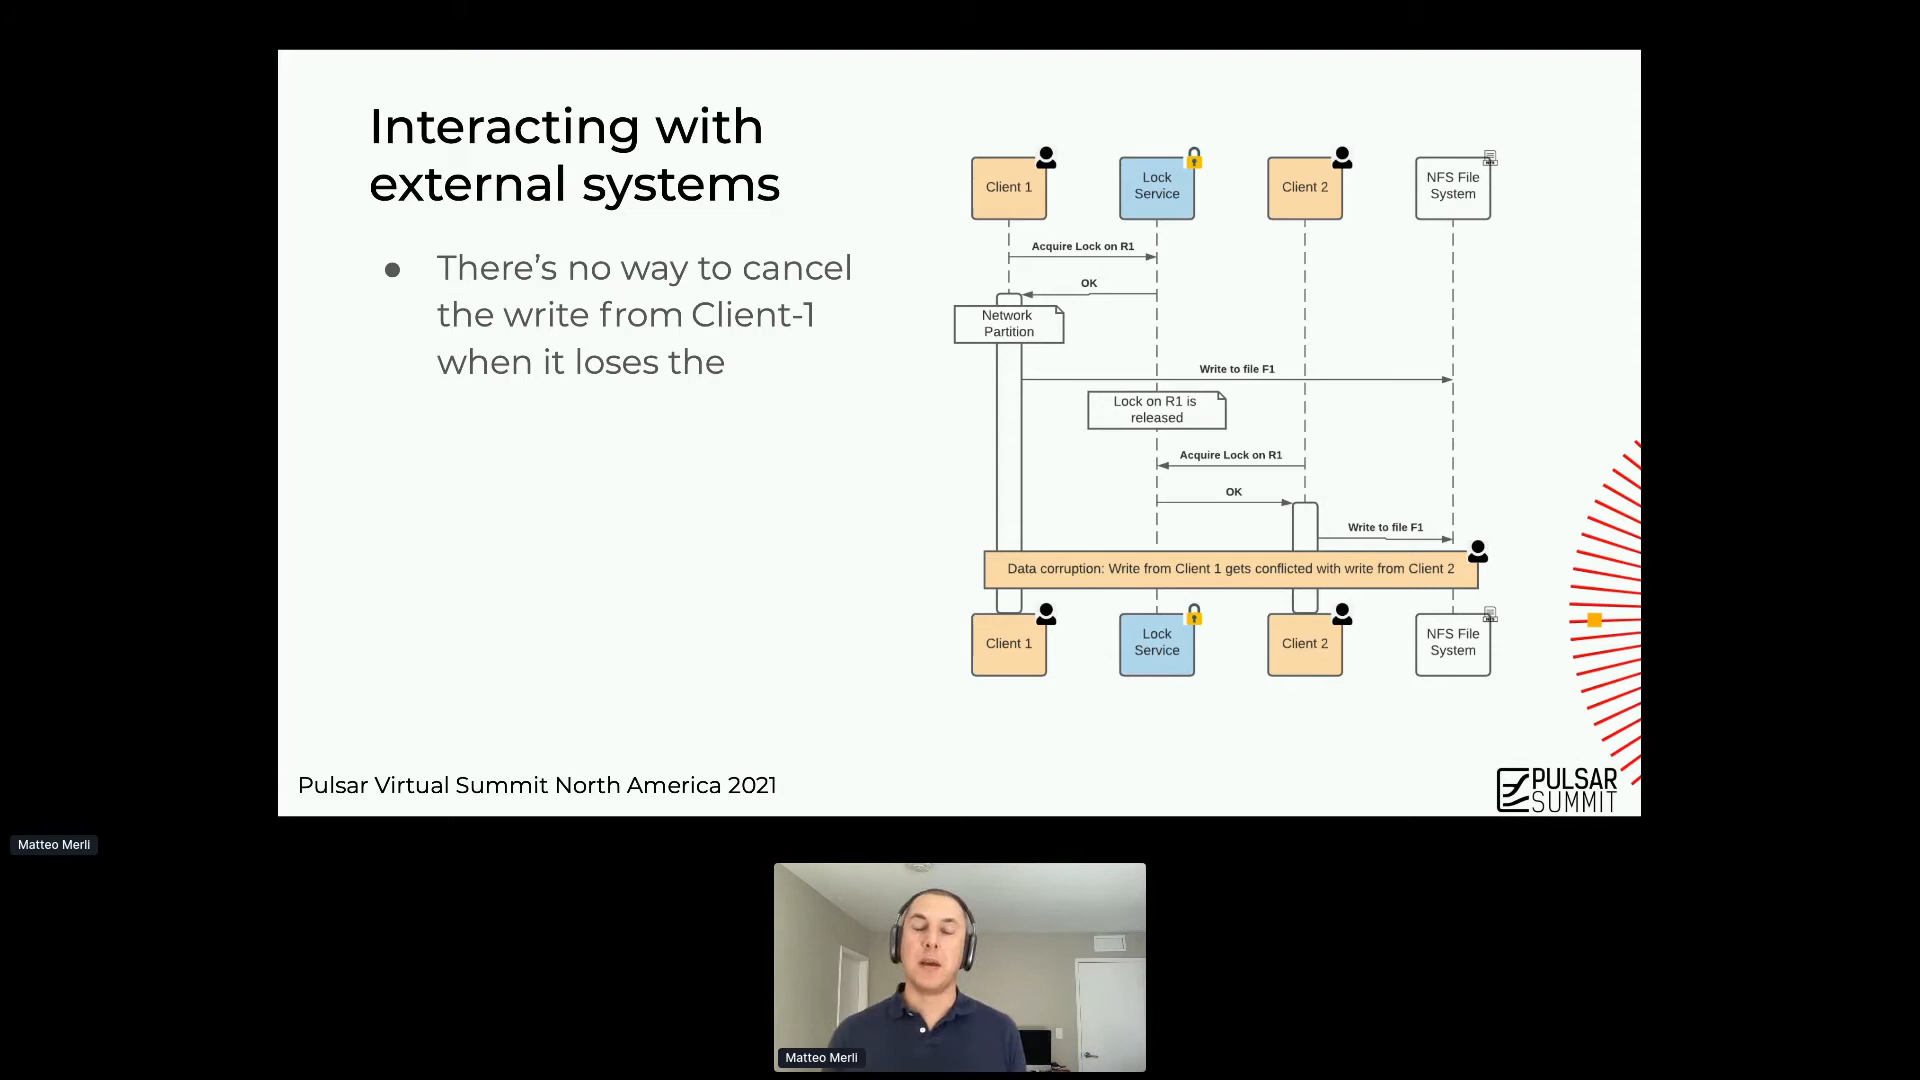 Interacting with
external systems
● There's no way to cancel
the write from Client-1
when it loses the
Client 1
Lock
Service
Client 2
NFS File
System
Acquire Lock on R1
OK
Network
Partition
Write to file F1
Lock on R1 is
released
Acquire Lock on R1
OK
Write to file F1
Data corruption: Write from Client 1 gets conflicted with write from Client 2
Client 1
Lock
Service
Client 2
NFS File
System
Pulsar Virtual Summit North America 2021
PULSAR
SUMMIT
Matteo Merli
Matteo Merli